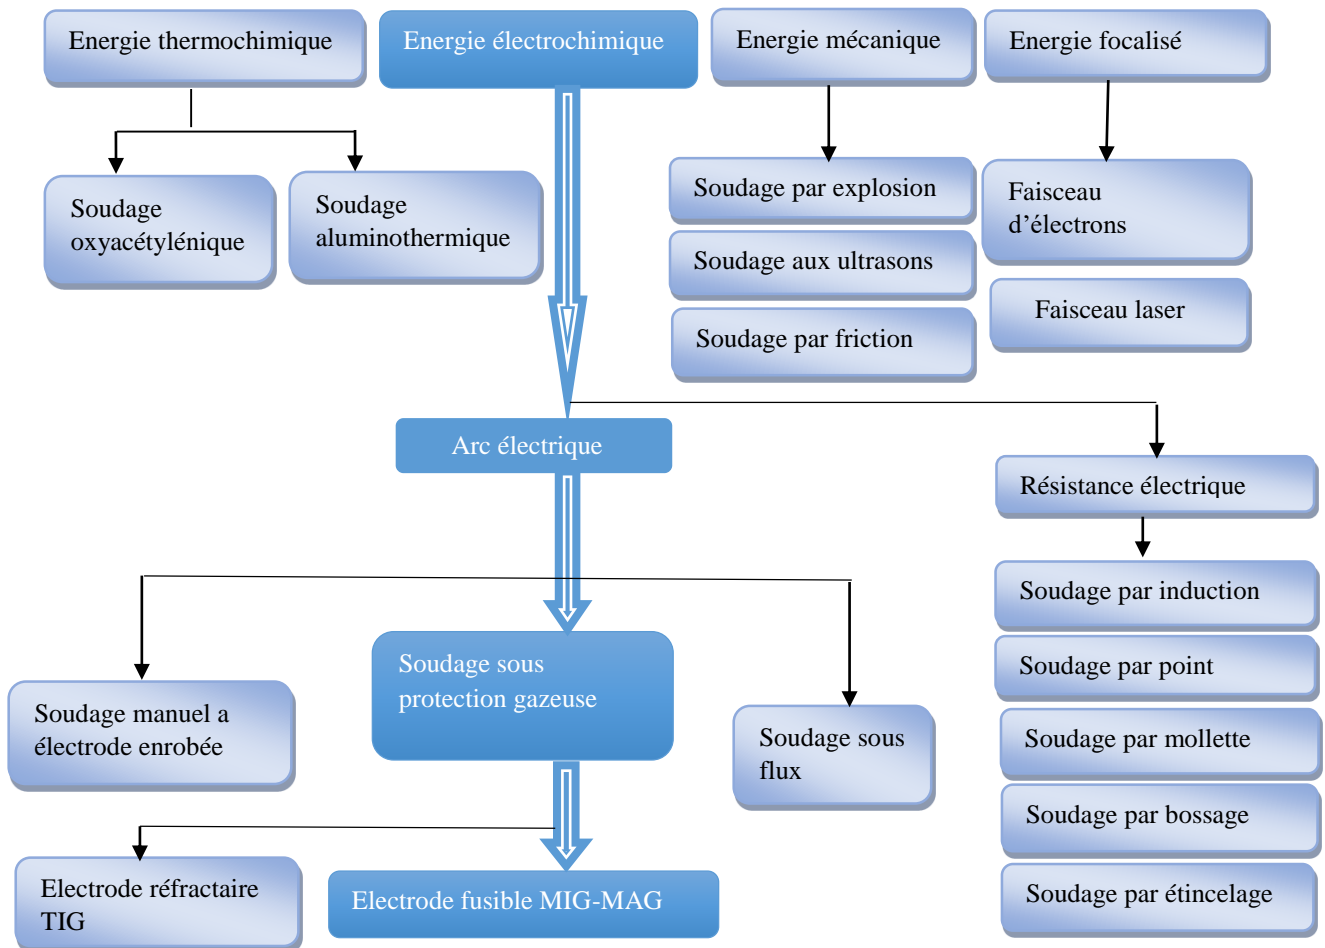 Energie thermochimique
Energie électrochimique
Energie mécanique
Energie focalisé
Soudage
oxyacétylénique
Soudage
aluminothermique
Soudage par explosion
Soudage aux ultrasons
Soudage par friction
Faisceau
d’électrons
Faisceau laser
Arc électrique
Résistance électrique
Soudage par induction
Soudage par point
Soudage par mollette
Soudage par bossage
Soudage par étincelage
Soudage manuel a
électrode enrobée
Soudage sous
protection gazeuse
Soudage sous
flux
Electrode réfractaire
TIG
Electrode fusible MIG-MAG